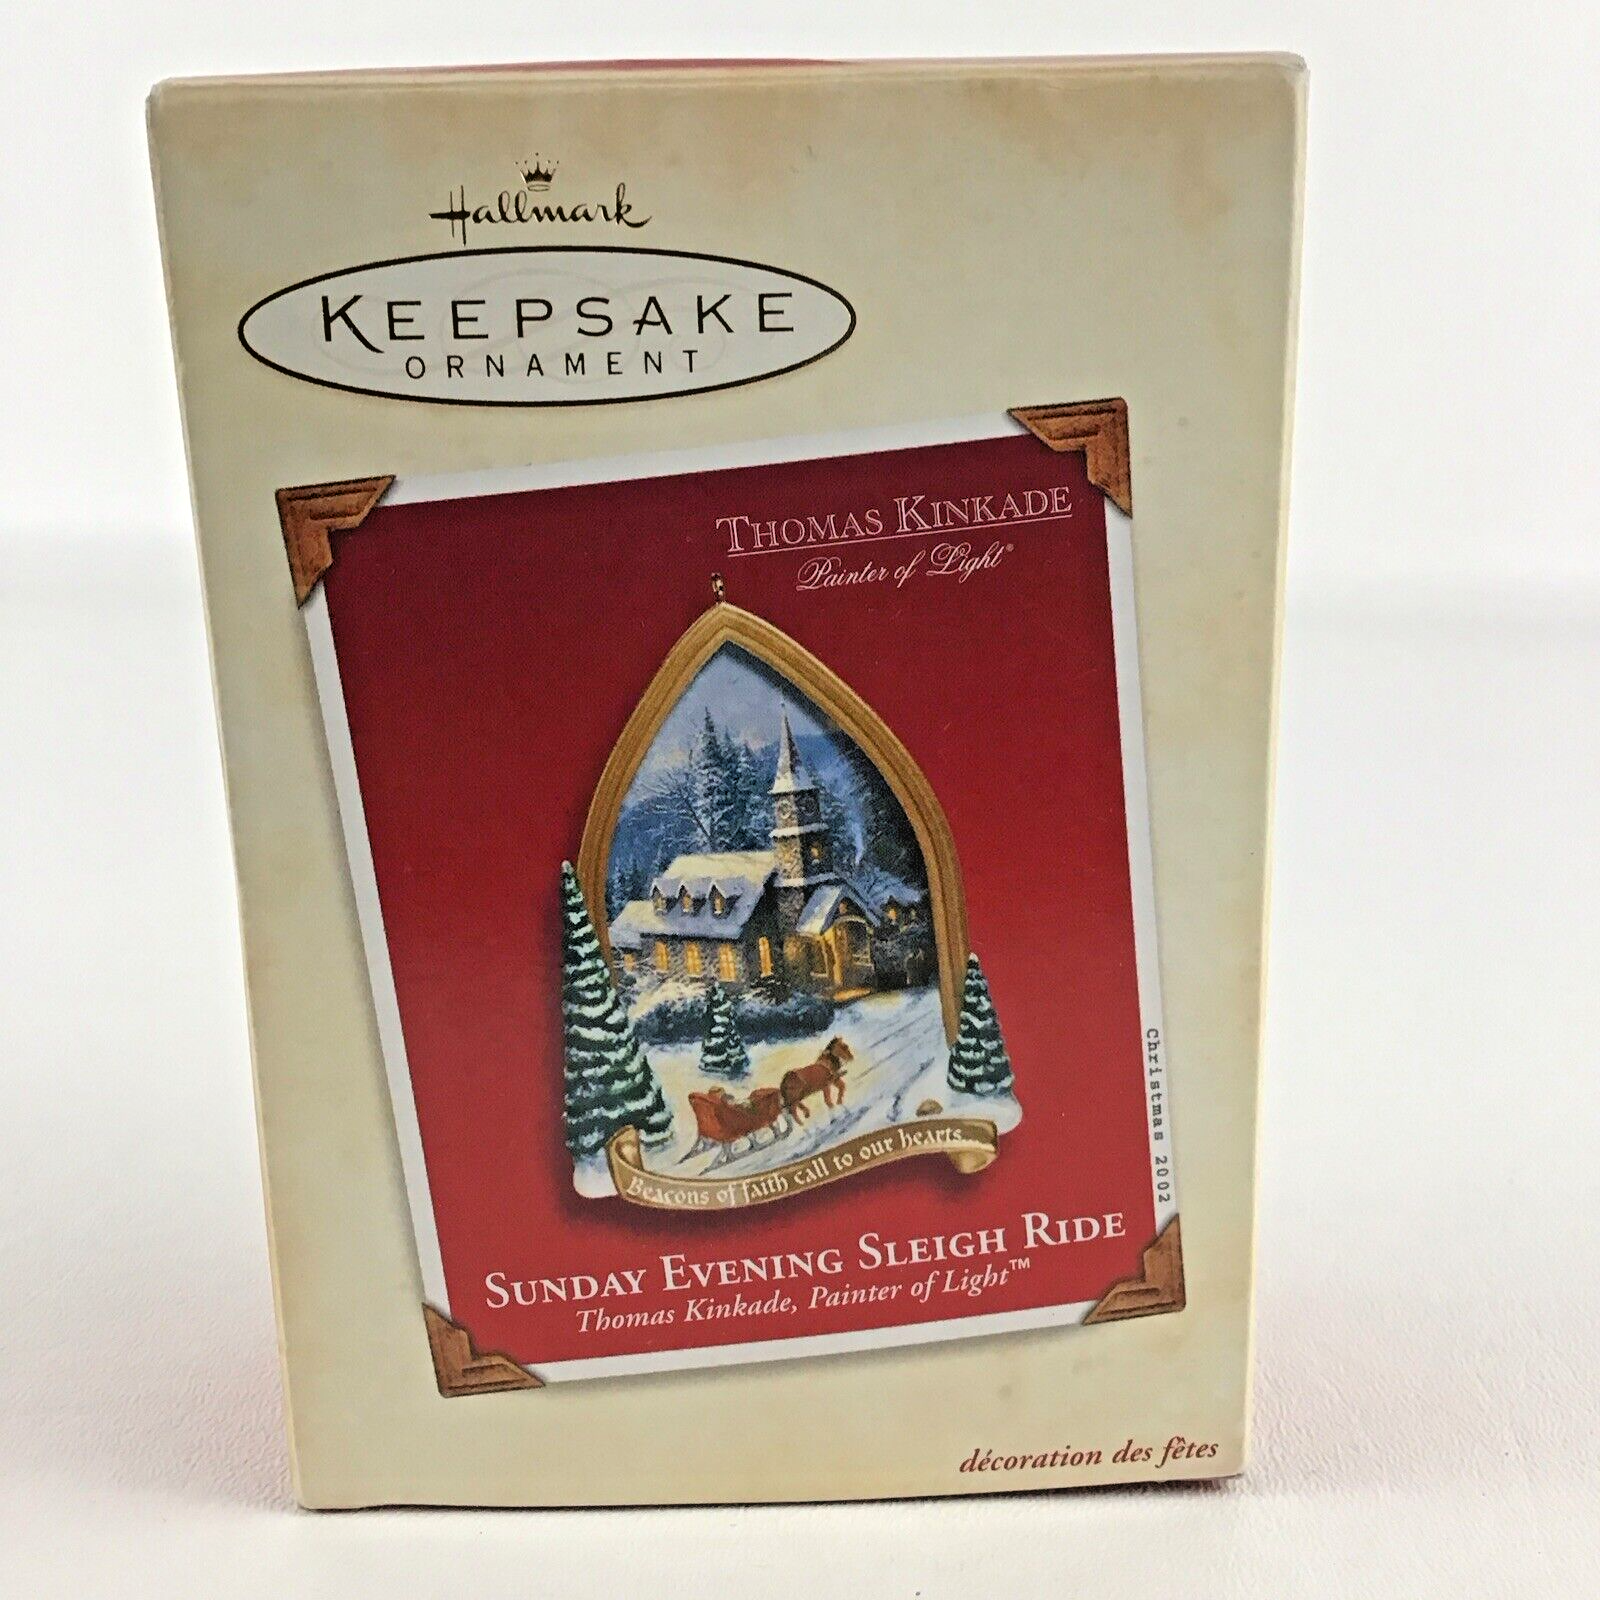 Hallmark
KEEPSAKE
ORNAMENT
THOMAS KINKADE
Painter of Light®
Beacons of faith call to our hearts...
Christmas 2002
SUNDAY EVENING SLEIGH RIDE
Thomas Kinkade, Painter of Light™
décoration des fêtes